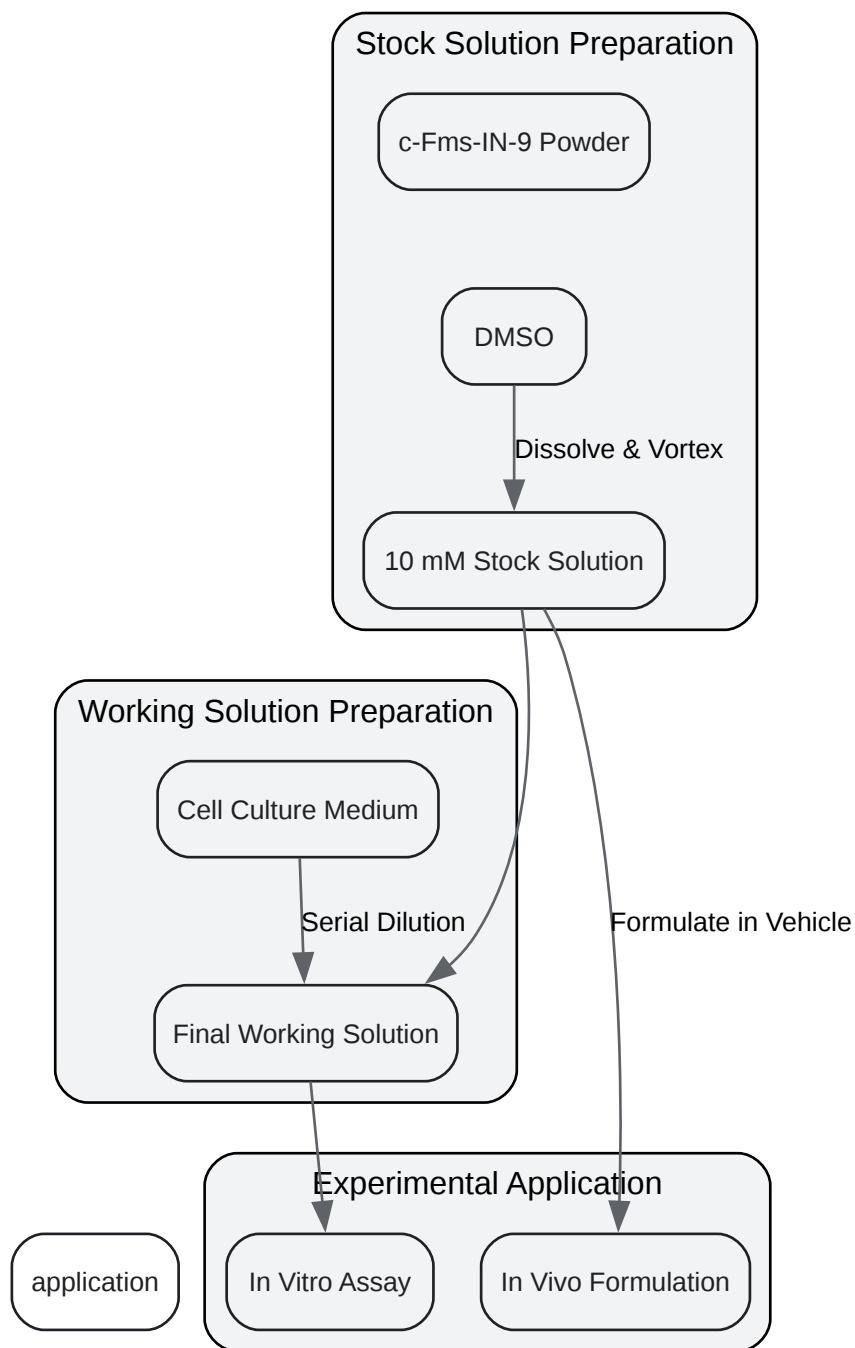 Stock Solution Preparation
c-Fms-IN-9 Powder
DMSO
Dissolve & Vortex
10 mM Stock Solution
Working Solution Preparation
Cell Culture Medium
Serial Dilution
Formulate in Vehicle
Final Working Solution
Experimental Application
application
In Vitro Assay
In Vivo Formulation